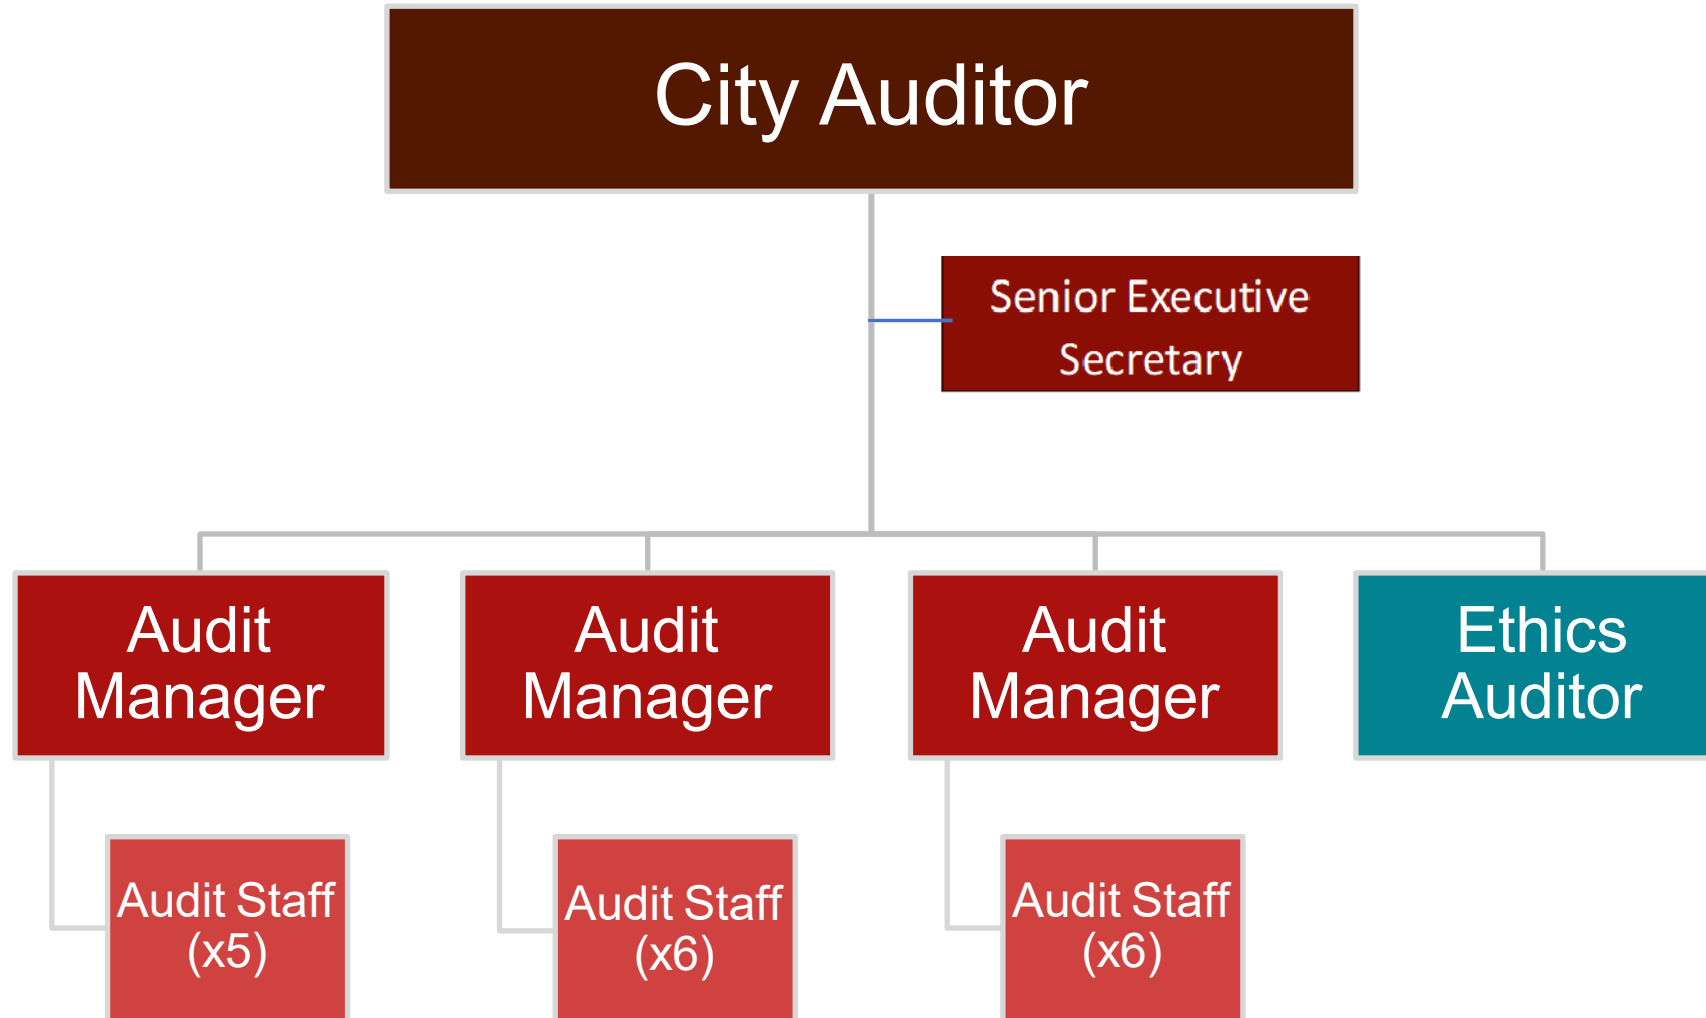 City Auditor
Senior Executive
Secretary
Audit
Manager
Audit
Manager
Audit
Manager
Ethics
Auditor
Audit Staff
(x5)
Audit Staff
(x6)
Audit Staff
(x6)